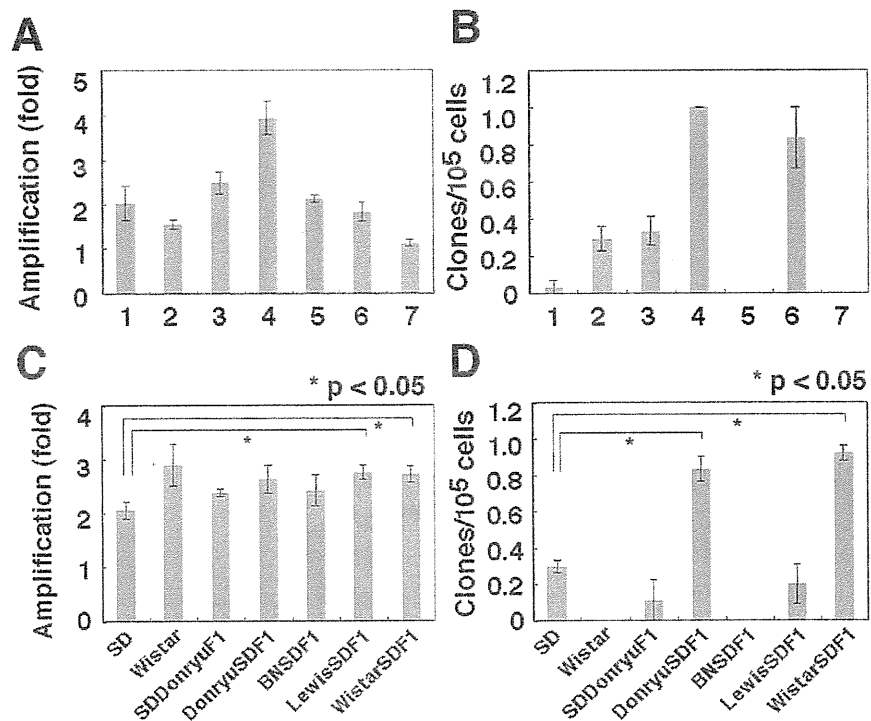 A
B
Amplification (fold)
5
4
3
2
1
0
1 2 3 4 5 6 7
Clones/10⁵ cells
1.2
1.0
0.8
0.6
0.4
0.2
0
1 2 3 4 5 6 7
C
D
* p < 0.05
Amplification (fold)
4
3
2
1
0
*
*
SD Wistar SDDonryuF1 DonryuSDF1 BNSDF1 LewisSDF1 WistarSDF1
* p < 0.05
Clones/10⁵ cells
1.2
1.0
0.8
0.6
0.4
0.2
0
*
*
SD Wistar SDDonryuF1 DonryuSDF1 BNSDF1 LewisSDF1 WistarSDF1